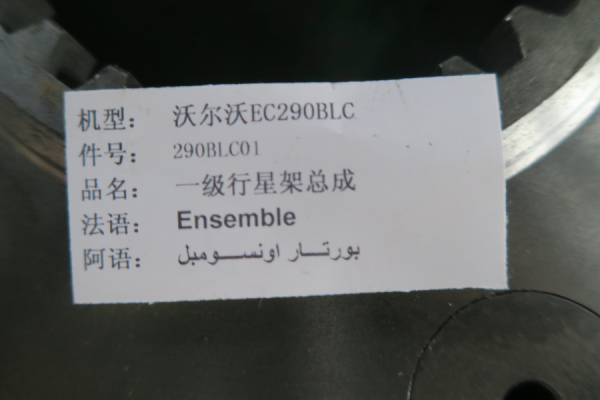 机型： 沃尔沃EC290BLC
件号： 290BLC01
品名： 一级行星架总成
法语： Ensemble
阿语： بورتــار اونســومبل